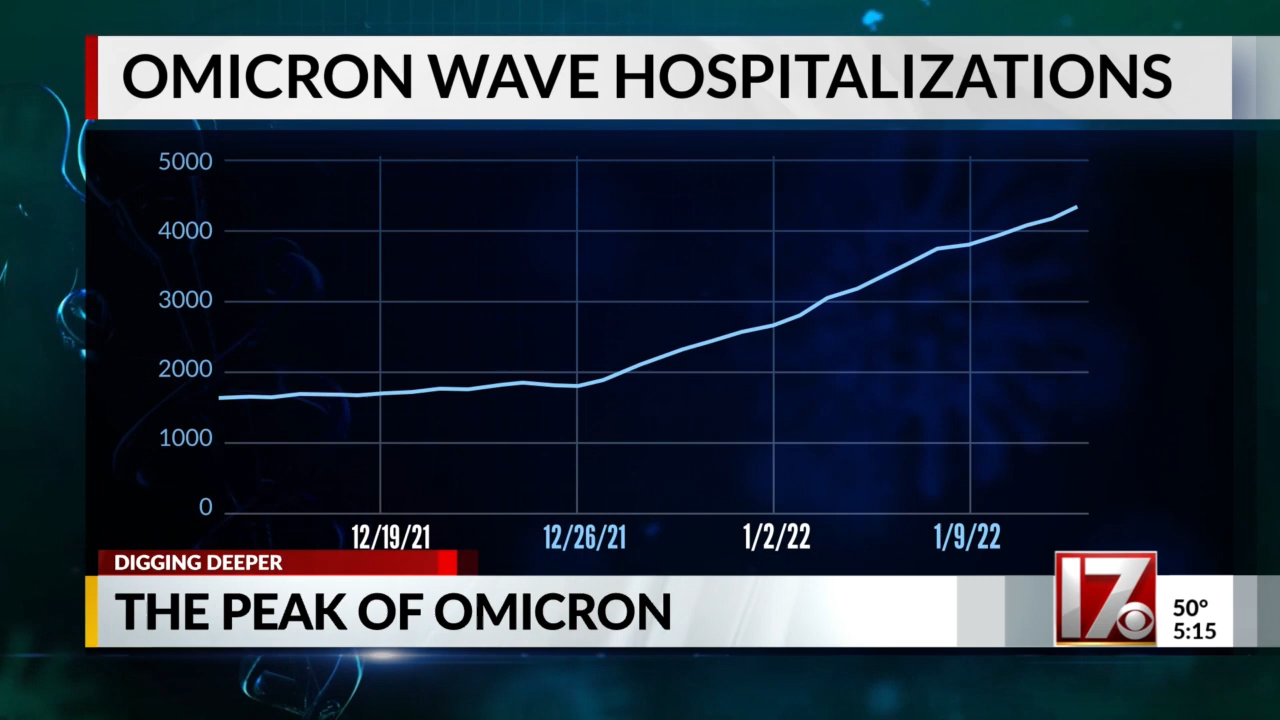 OMICRON WAVE HOSPITALIZATIONS
5000
4000
3000
2000
1000
0
12/19/21 12/26/21 1/2/22 1/9/22
DIGGING DEEPER
THE PEAK OF OMICRON
17
50°
5:15